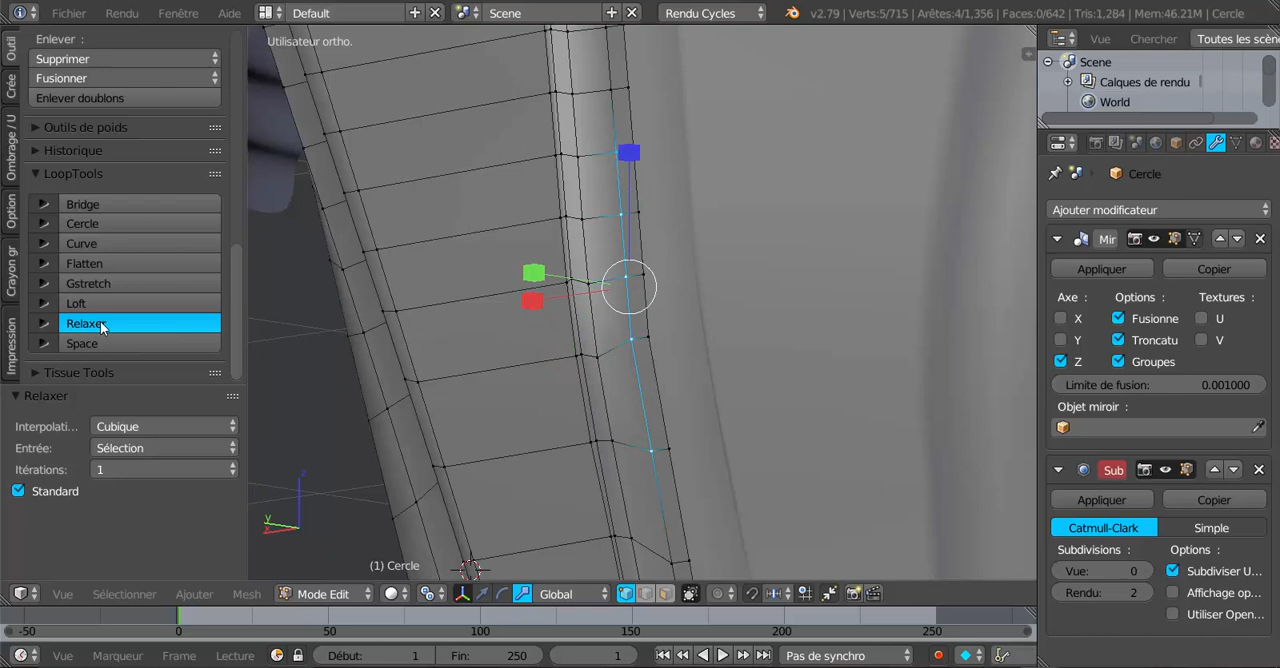 Fichier Rendu Fenêtre Aide Default Scene Rendu Cycles v2.79 | Verts:5/715 | Arêtes:4/1,356 | Faces:0/642 | Tris:1,284 | Mem:46.21M | Cercle
Outil
Crée
Ombrage / U
Option
Crayon gr
Impression
Enlever :
Supprimer
Fusionner
Enlever doublons
Outils de poids
Historique
LoopTools
Bridge
Cercle
Curve
Flatten
Gstretch
Loft
Relaxer
Space
Tissue Tools
Relaxer
Interpolati... Cubique
Entrée: Sélection
Itérations: 1
Standard
Utilisateur ortho.
z
y
x
(1) Cercle
Vue Sélectionner Ajouter Mesh Mode Edit Global
-50 0 50 100 150 200 250
Vue Marqueur Frame Lecture Début: 1 Fin: 250 1 Pas de synchro
Vue Chercher Toutes les scèn
Scene
Calques de rendu
World
Cercle
Ajouter modificateur
Mir
Appliquer Copier
Axe : Options: Textures:
X Fusionne U
Y Troncatu V
Z Groupes
Limite de fusion: 0.001000
Objet miroir :
Sub
Appliquer Copier
Catmull-Clark Simple
Subdivisions : Options :
Vue: 0 Subdiviser U...
Rendu: 2 Affichage op...
Utiliser Open...